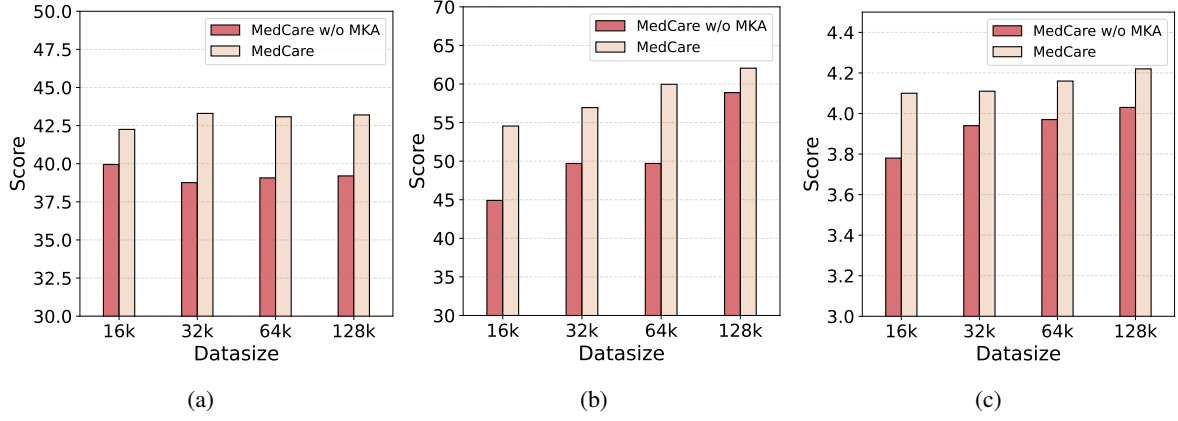 50.0
47.5
45.0
42.5
40.0
37.5
35.0
32.5
30.0
Score
MedCare w/o MKA
MedCare
16k 32k 64k 128k
Datasize
(a)
70
65
60
55
50
45
40
35
30
Score
MedCare w/o MKA
MedCare
16k 32k 64k 128k
Datasize
(b)
4.4
4.2
4.0
3.8
3.6
3.4
3.2
3.0
Score
MedCare w/o MKA
MedCare
16k 32k 64k 128k
Datasize
(c)